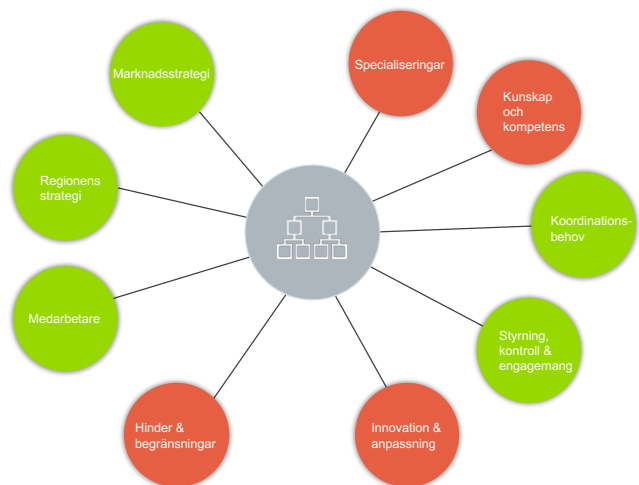 Marknadsstrategi
Specialiseringar
Kunskap
och
kompetens
Regionens
strategi
Koordinations-
behov
Medarbetare
Styrning,
kontroll &
engagemang
Hinder &
begränsningar
Innovation &
anpassning